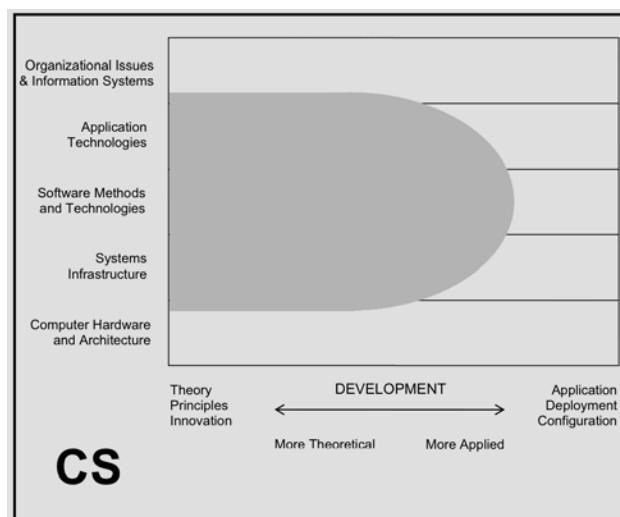 Organizational Issues
& Information Systems
Application
Technologies
Software Methods
and Technologies
Systems
Infrastructure
Computer Hardware
and Architecture
Theory
Principles
Innovation
DEVELOPMENT
Application
Deployment
Configuration
More Theoretical
More Applied
CS